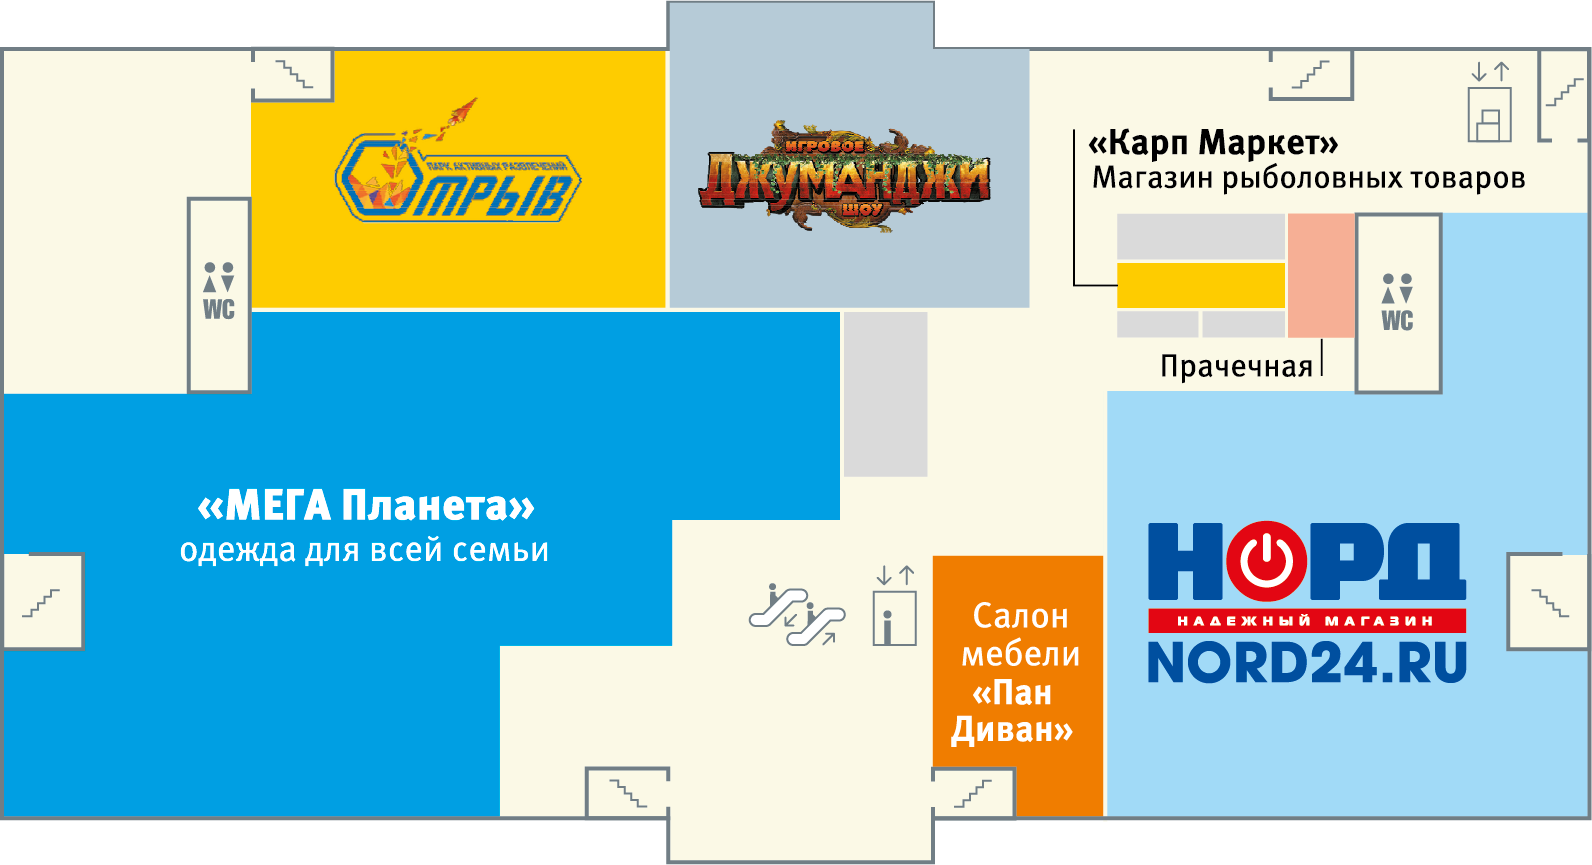 ПАРК АКТИВНЫХ РАЗВЛЕЧЕНИЙ
ОТРЫВ
ИГРОВОЕ
ДЖУМАНДЖИ
ШОУ
«Карп Маркет»
Магазин рыболовных товаров
WC
WC
Прачечная
«МЕГА Планета»
одежда для всей семьи
Салон
мебели
«Пан
Диван»
НОРД
НАДЕЖНЫЙ МАГАЗИН
NORD24.RU